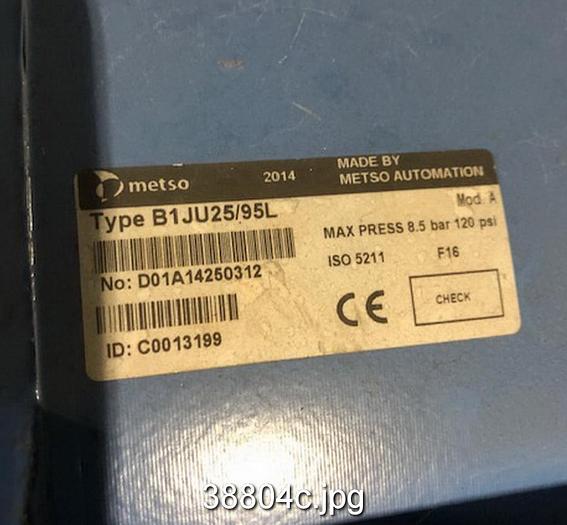 metso 2014 MADE BY
METSO AUTOMATION
Type B1JU25/95L Mod. A
MAX PRESS 8.5 bar 120 psi
No: D01A14250312 ISO 5211 F16
CE CHECK
ID: C0013199
38804c.jpg